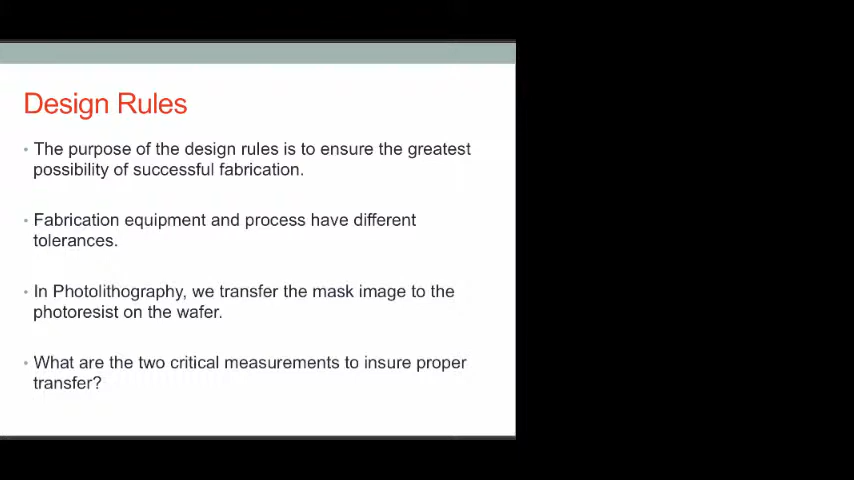 Design Rules
• The purpose of the design rules is to ensure the greatest
possibility of successful fabrication.
• Fabrication equipment and process have different
tolerances.
• In Photolithography, we transfer the mask image to the
photoresist on the wafer.
• What are the two critical measurements to insure proper
transfer?